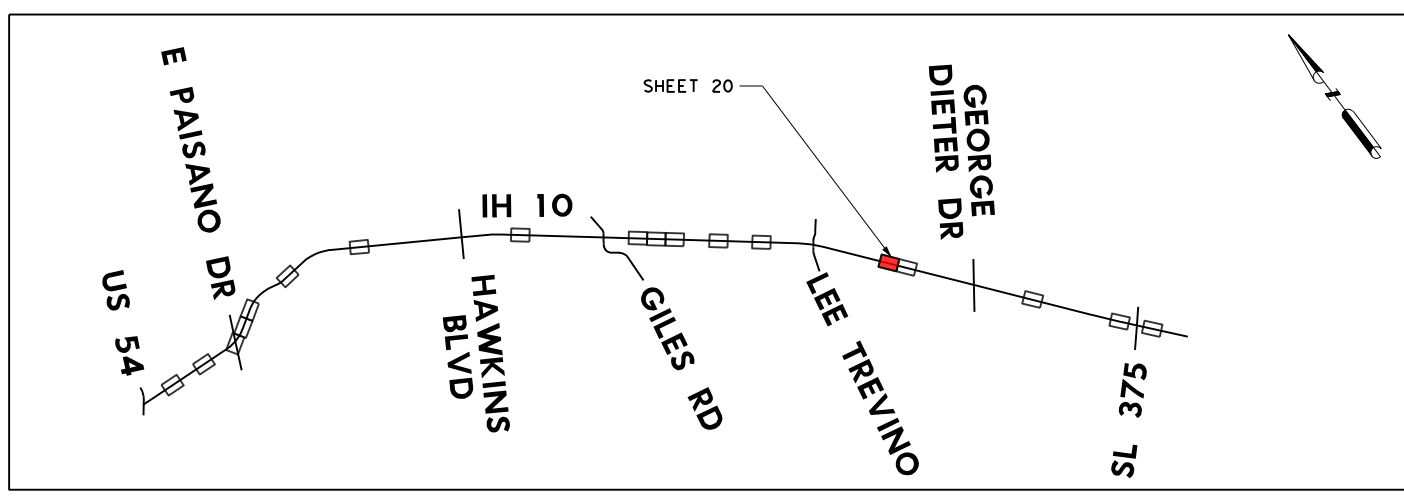 E PAISANO DR
US 54
IH 10
HAWKINS
BLVD
GILES RD
SHEET 20
LEE TREVINO
GEORGE
DIETER DR
SL 375
N